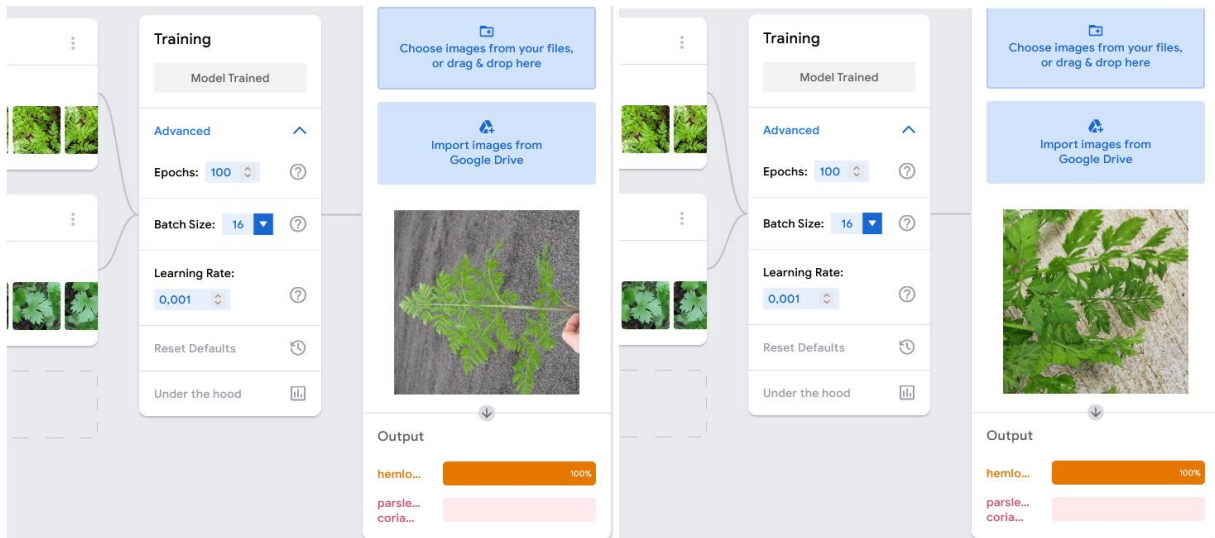 Training
Model Trained
Advanced
Epochs: 100
Batch Size: 16
Learning Rate:
0,001
Reset Defaults
Under the hood
Choose images from your files,
or drag & drop here
Import images from
Google Drive
Output
hemlo...
100%
parsle...
coria...
Training
Model Trained
Advanced
Epochs: 100
Batch Size: 16
Learning Rate:
0,001
Reset Defaults
Under the hood
Choose images from your files,
or drag & drop here
Import images from
Google Drive
Output
hemlo...
100%
parsle...
coria...